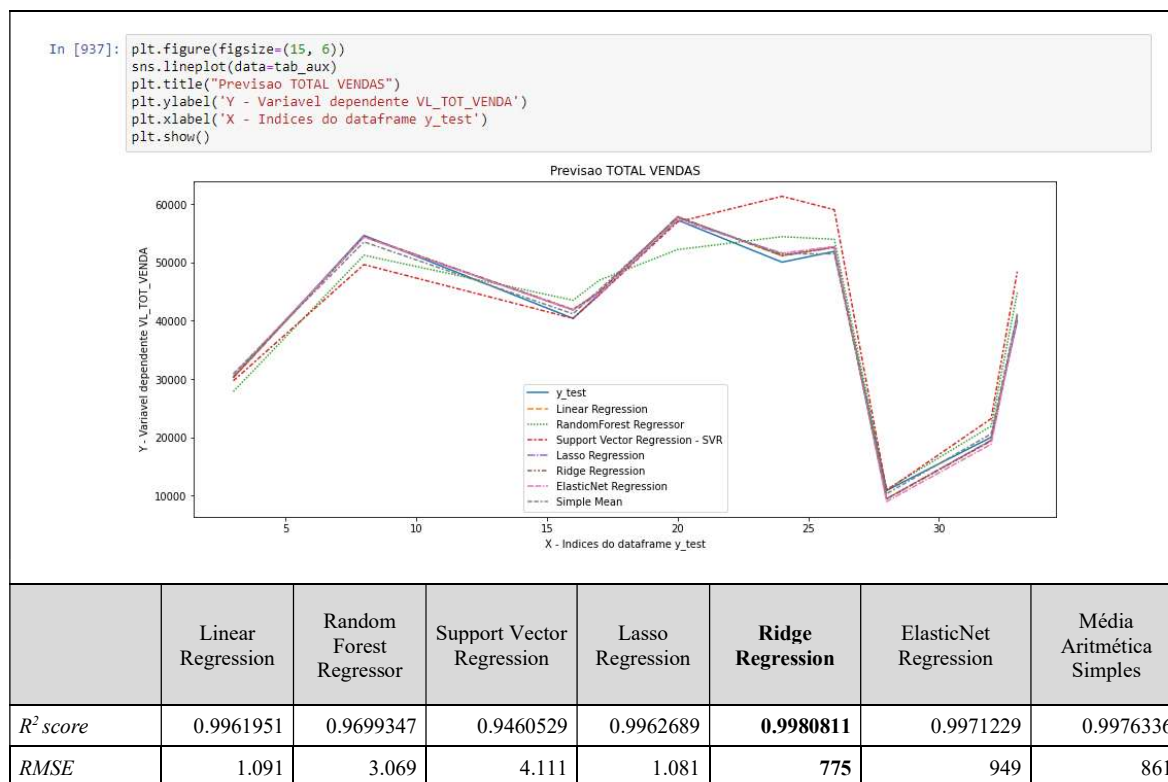 In [937]: plt.figure(figsize=(15, 6))
sns.lineplot(data=tab_aux)
plt.title("Previsao TOTAL VENDAS")
plt.ylabel('Y - Variavel dependente VL_TOT_VENDA')
plt.xlabel('X - Indices do dataframe y_test')
plt.show()
Previsao TOTAL VENDAS
Y - Variavel dependente VL_TOT_VENDA
60000
50000
40000
30000
20000
10000
y_test
Linear Regression
RandomForest Regressor
Support Vector Regression - SVR
Lasso Regression
Ridge Regression
ElasticNet Regression
Simple Mean
5 10 15 20 25 30
X - Indices do dataframe y_test
Linear Regression Random Forest Regressor Support Vector Regression Lasso Regression Ridge Regression ElasticNet Regression Média Aritmética Simples
R² score 0.9961951 0.9699347 0.9460529 0.9962689 0.9980811 0.9971229 0.9976336
RMSE 1.091 3.069 4.111 1.081 775 949 861